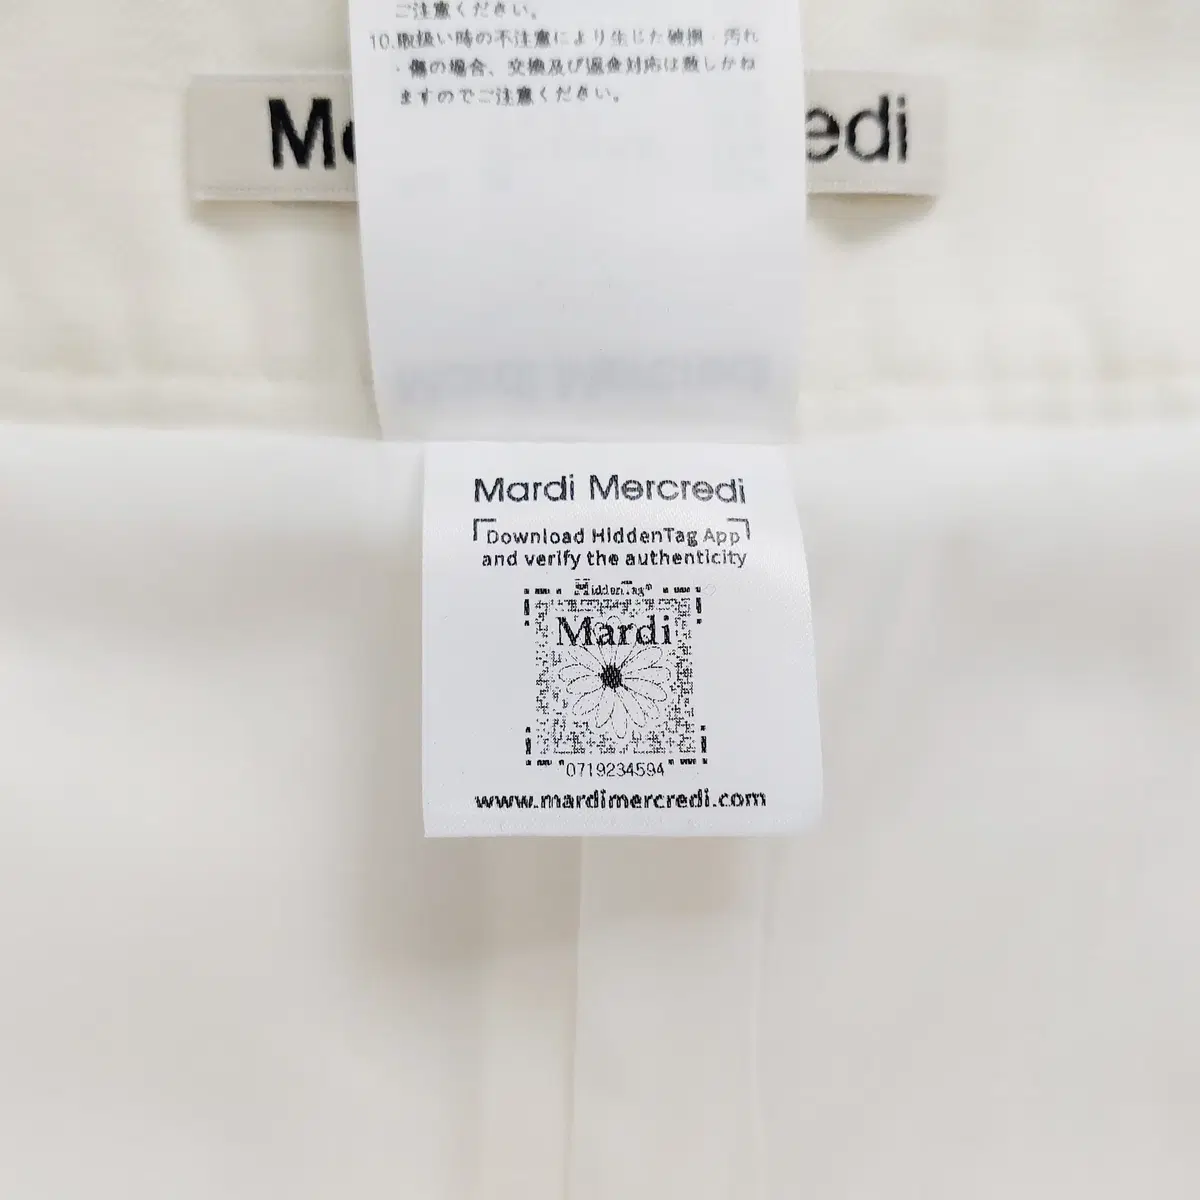 ご注意ください。
10.取扱い時の不注意により生じた破損・汚れ
・傷の場合、交換及び返金対応は致しかね
ますのでご注意ください。
M edi
Mardi Mercredi
Download HiddenTag App
and verify the authenticity
HiddenTag®
Mardi
0719234594
www.mardimercredi.com